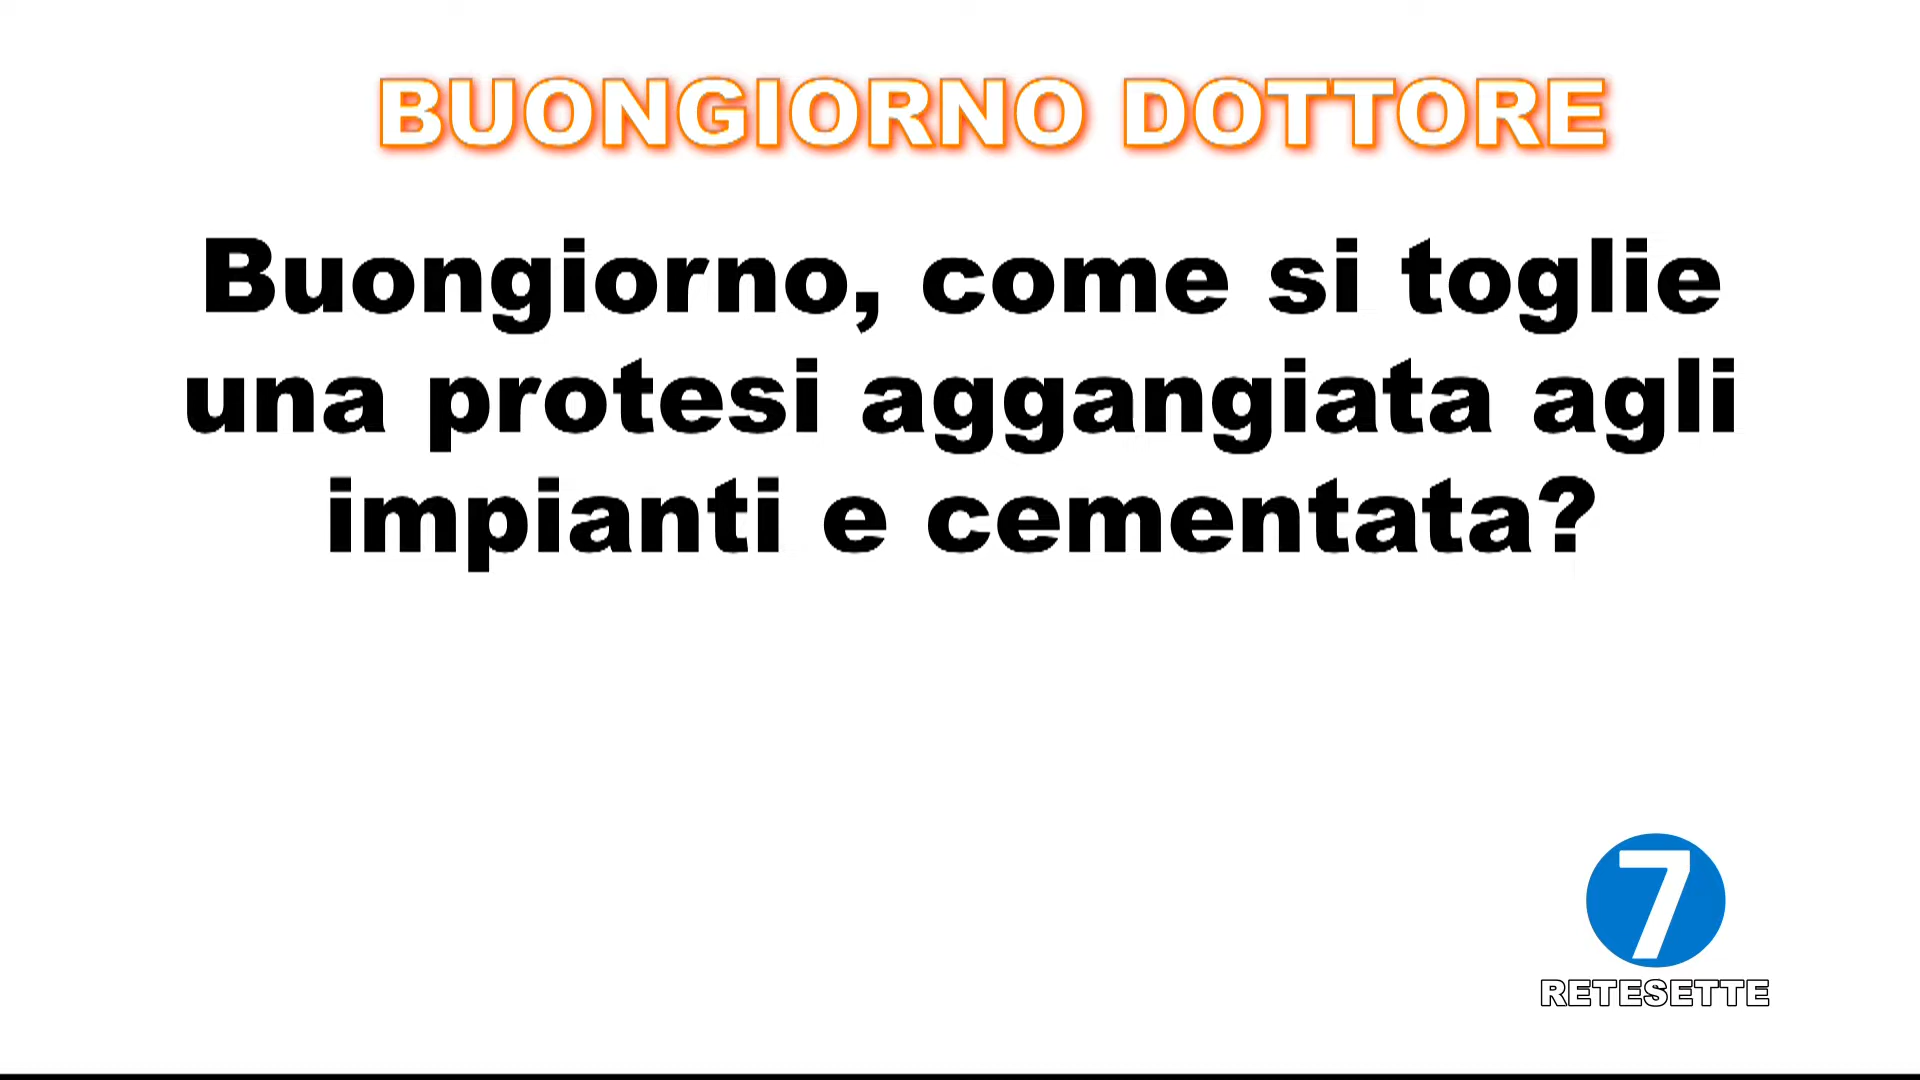 BUONGIORNO DOTTORE
Buongiorno, come si toglie
una protesi aggangiata agli
impianti e cementata?
7
RETESETTE